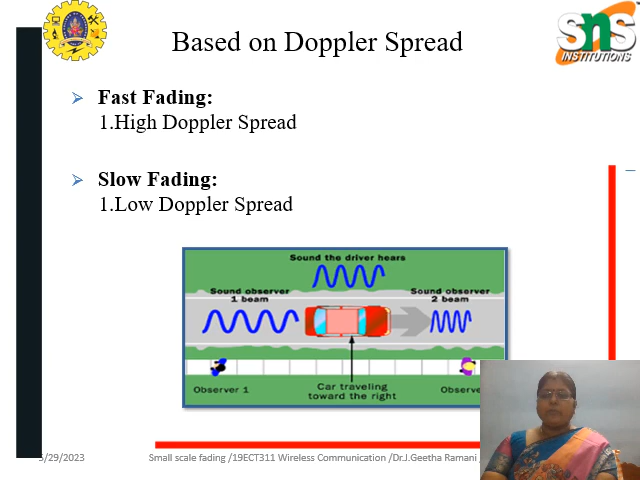 Based on Doppler Spread
SNS
INSTITUTIONS
Fast Fading:
1.High Doppler Spread
Slow Fading:
1.Low Doppler Spread
Sound the driver hears
Sound observer
1 beam
Sound observer
2 beam
Observer 1
Car traveling
toward the right
Observe
5/29/2023
Small scale fading /19ECT311 Wireless Communication /Dr.J.Geetha Ramani